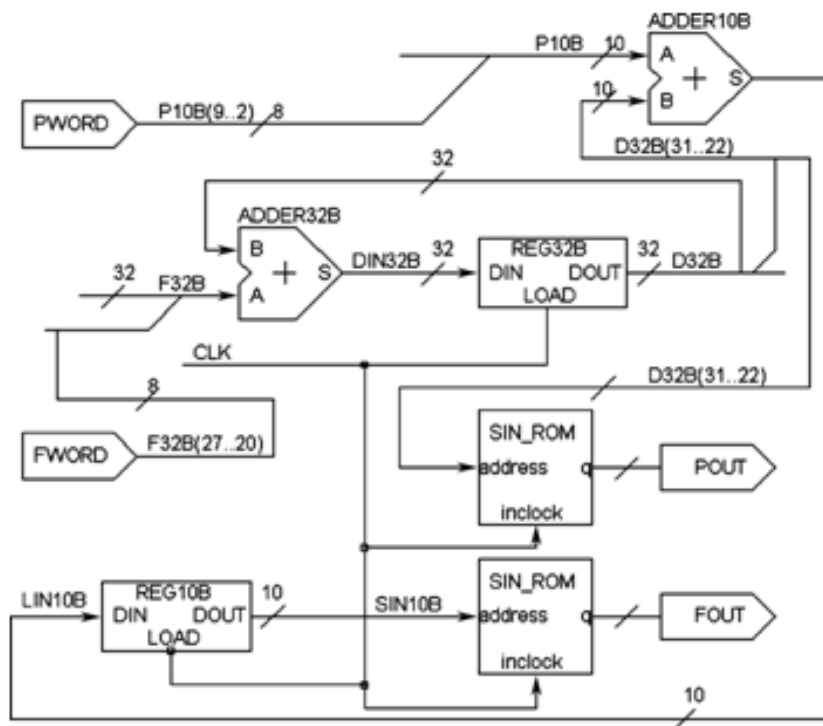 ADDER10B
P10B
10
A
+
S
B
10
PWORD
P10B(9..2)
8
D32B(31..22)
32
ADDER32B
B
+
S
A
DIN32B
32
REG32B
DIN
DOUT
LOAD
32
D32B
32
F32B
CLK
8
D32B(31..22)
FWORD
F32B(27..20)
SIN_ROM
address
q
inclock
POUT
LIN10B
REG10B
DIN
DOUT
LOAD
10
SIN10B
SIN_ROM
address
q
inclock
FOUT
10